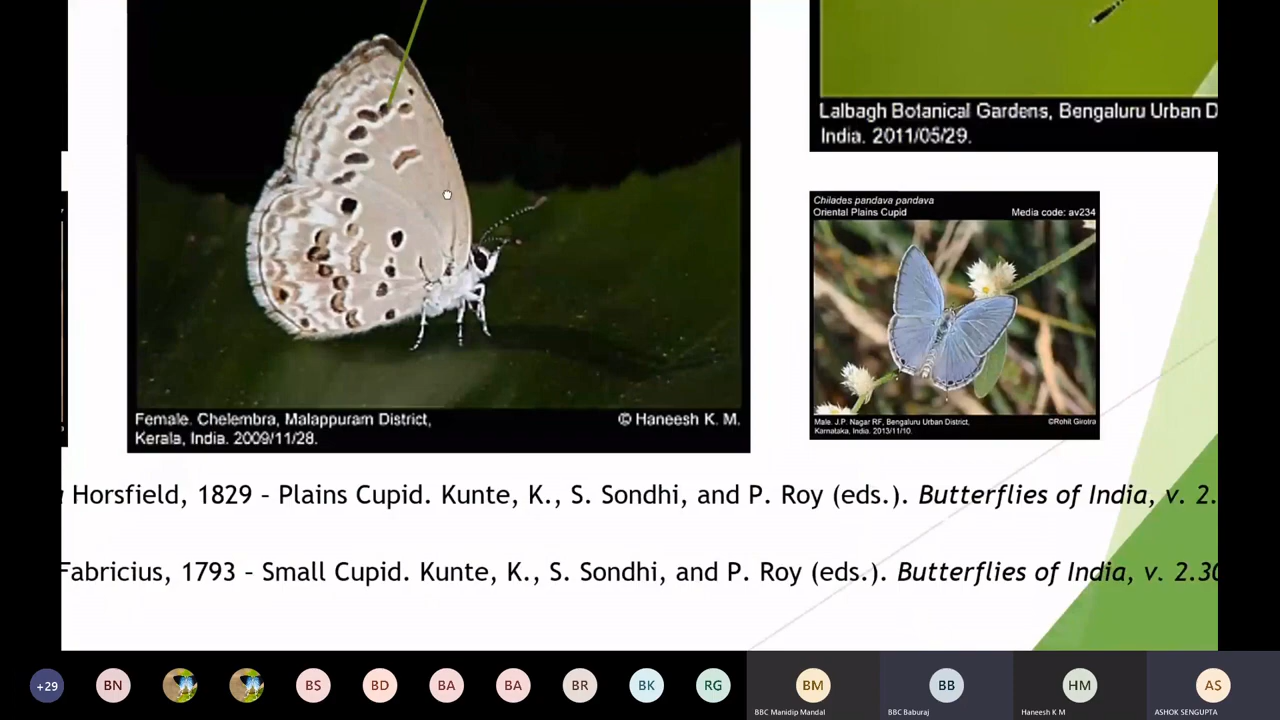 Lalbagh Botanical Gardens, Bengaluru Urban D
India. 2011/05/29.
Chilades pandava pandava
Oriental Plains Cupid Media code: av234
Female. Chelembra, Malappuram District, © Haneesh K. M.
Kerala, India. 2009/11/28.
Male. J.P. Nagar RF, Bengaluru Urban District, ©Rohit Girotra
Karnataka, India. 2013/11/10.
Horsfield, 1829 – Plains Cupid. Kunte, K., S. Sondhi, and P. Roy (eds.). Butterflies of India, v. 2.
Fabricius, 1793 – Small Cupid. Kunte, K., S. Sondhi, and P. Roy (eds.). Butterflies of India, v. 2.30
+29 BN BS BD BA BA BR BK RG BM BB HM AS
BBC Manidip Mandal BBC Baburaj Haneesh K M ASHOK SENGUPTA